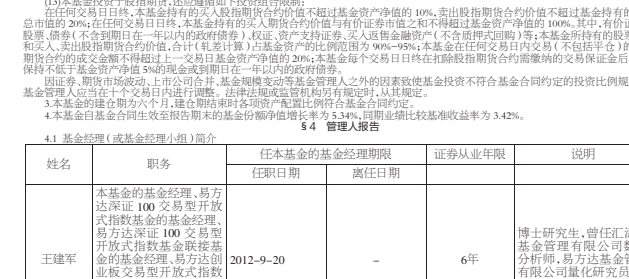 (13)本基金投资于股指期货,还应遵循如下投资组合限制:
在任何交易日日终,本基金持有的买入股指期货合约价值不超过基金资产净值的 10%,卖出股指期货合约价值不超过基金持有的
总市值的 20%;在任何交易日日终,本基金持有的买入期货合约价值与有价证券市值之和不得超过基金资产净值的 100%。其中,有价证
股票、债券(不含到期日在一年以内的政府债券)、权证、资产支持证券、买入返售金融资产(不含质押式回购)等;本基金所持有的股票
和买入、卖出股指期货合约价值,合计(轧差计算)占基金资产的比例范围为 90%-95%;本基金在任何交易日内交易(不包括平仓)的
期货合约的成交金额不得超过上一交易日基金资产净值的 20%;本基金每个交易日日终在扣除股指期货合约需缴纳的交易保证金后
保持不低于基金资产净值 5%的现金或到期日在一年以内的政府债券。
因证券、期货市场波动、上市公司合并、基金规模变动等基金管理人之外的因素致使基金投资不符合基金合同约定的投资比例规
基金管理人应当在十个交易日内进行调整。法律法规或监管机构另有规定时,从其规定。
3.本基金的建仓期为六个月,建仓期结束时各项资产配置比例符合基金合同约定。
4.本基金自基金合同生效至报告期末的基金份额净值增长率为 5.34%,同期业绩比较基准收益率为 3.42%。
§4 管理人报告
4.1 基金经理(或基金经理小组)简介
姓名 职务 任本基金的基金经理期限 证券从业年限 说明
任职日期 离任日期
王建军 本基金的基金经理、易方
达深证 100 交易型开放
式指数基金的基金经理、
易方达深证 100 交易型
开放式指数基金联接基
金的基金经理、易方达创
业板交易型开放式指数
2012-9-20 - 6年
博士研究生,曾任汇添
基金管理有限公司数
分析师,易方达基金管
有限公司量化研究员